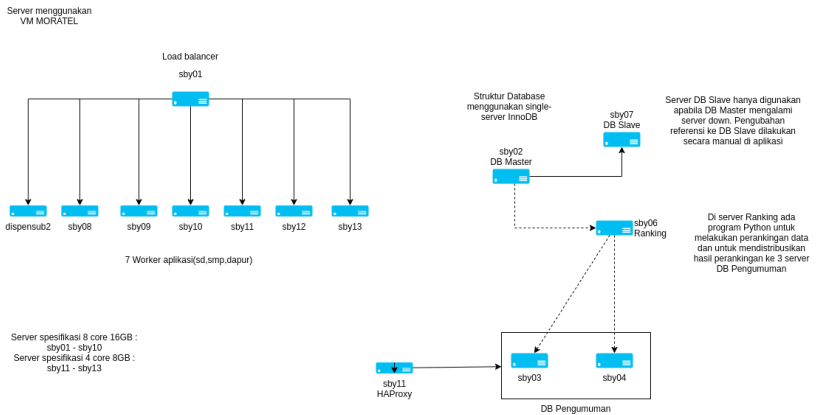 Server menggunakan
VM MORATEL
Load balancer
sby01
dispensub2
sby08
sby09
sby10
sby11
sby12
sby13
7 Worker aplikasi(sd,smp,dapur)
Server spesifikasi 8 core 16GB :
sby01 - sby10
Server spesifikasi 4 core 8GB :
sby11 - sby13
Struktur Database
menggunakan single-
server InnoDB
sby07
DB Slave
Server DB Slave hanya digunakan
apabila DB Master mengalami
server down. Pengubahan
referensi ke DB Slave dilakukan
secara manual di aplikasi
sby02
DB Master
sby06
Ranking
Di server Ranking ada
program Python untuk
melakukan perankingan data
dan untuk mendistribusikan
hasil perankingan ke 3 server
DB Pengumuman
sby11
HAProxy
sby03
sby04
DB Pengumuman